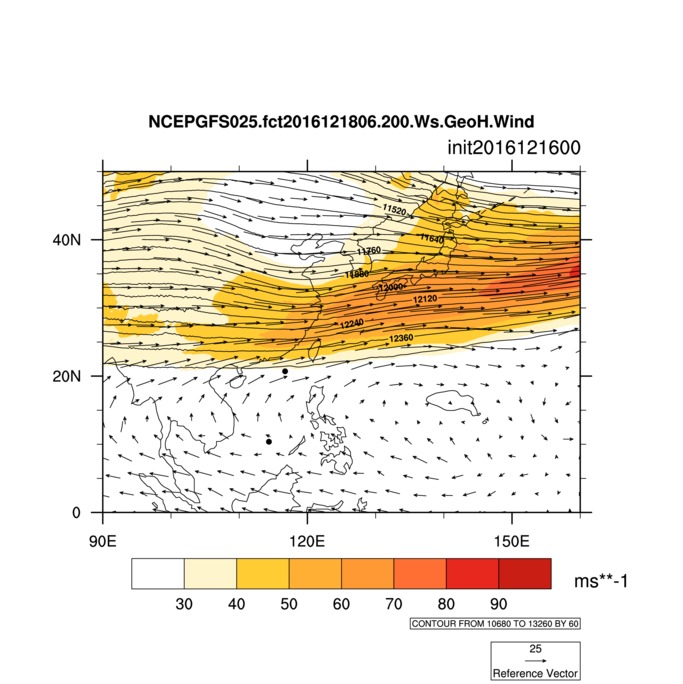 NCEPGFS025.fct2016121806.200.Ws.GeoH.Wind
init2016121600
11520
11640
11760
11880
12000
12120
12240
12360
40N
20N
0
90E 120E 150E
30 40 50 60 70 80 90
ms**-1
CONTOUR FROM 10680 TO 13260 BY 60
25
Reference Vector